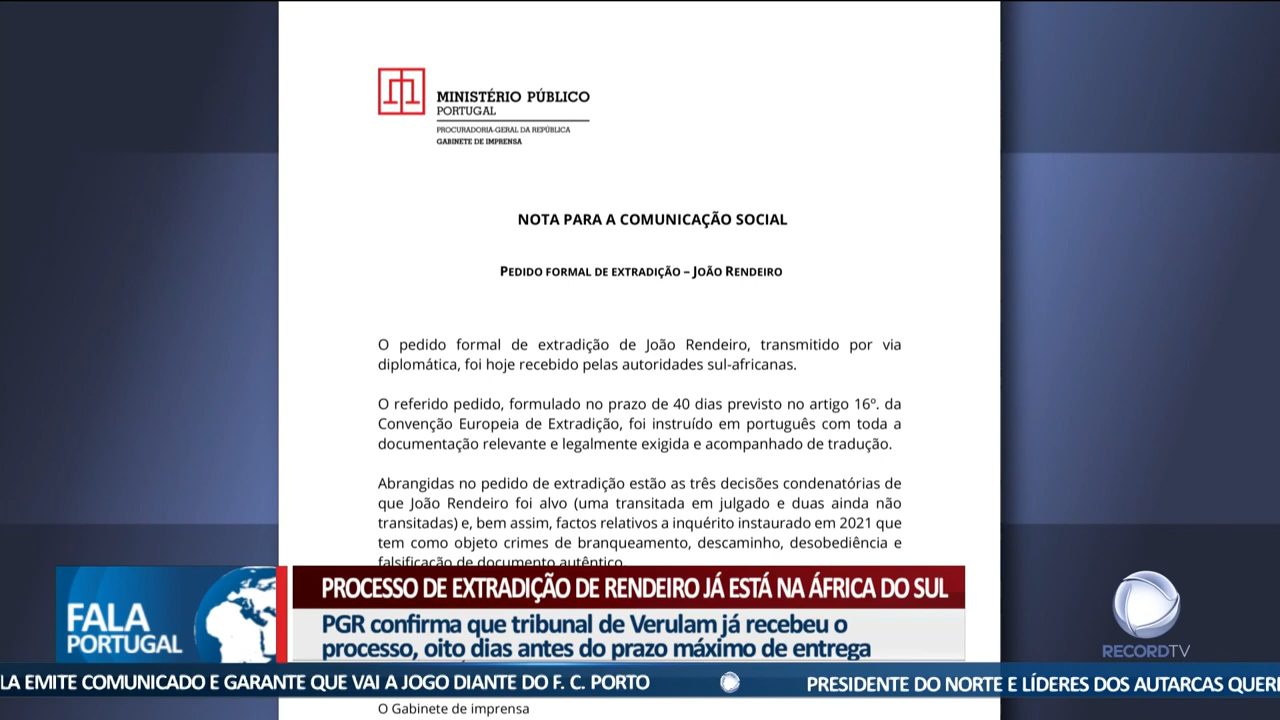 MINISTÉRIO PÚBLICO
PORTUGAL
PROCURADORIA-GERAL DA REPÚBLICA
GABINETE DE IMPRENSA
NOTA PARA A COMUNICAÇÃO SOCIAL
PEDIDO FORMAL DE EXTRADIÇÃO – JOÃO RENDEIRO
O pedido formal de extradição de João Rendeiro, transmitido por via
diplomática, foi hoje recebido pelas autoridades sul-africanas.
O referido pedido, formulado no prazo de 40 dias previsto no artigo 16º. da
Convenção Europeia de Extradição, foi instruído em português com toda a
documentação relevante e legalmente exigida e acompanhado de tradução.
Abrangidas no pedido de extradição estão as três decisões condenatórias de
que João Rendeiro foi alvo (uma transitada em julgado e duas ainda não
transitadas) e, bem assim, factos relativos a inquérito instaurado em 2021 que
tem como objeto crimes de branqueamento, descaminho, desobediência e
falsificação de documento autêntico.
PROCESSO DE EXTRADIÇÃO DE RENDEIRO JÁ ESTÁ NA ÁFRICA DO SUL
PGR confirma que tribunal de Verulam já recebeu o
processo, oito dias antes do prazo máximo de entrega
FALA
PORTUGAL
RECORDTV
LA EMITE COMUNICADO E GARANTE QUE VAI A JOGO DIANTE DO F. C. PORTO
PRESIDENTE DO NORTE E LÍDERES DOS AUTARCAS QUERE
O Gabinete de imprensa